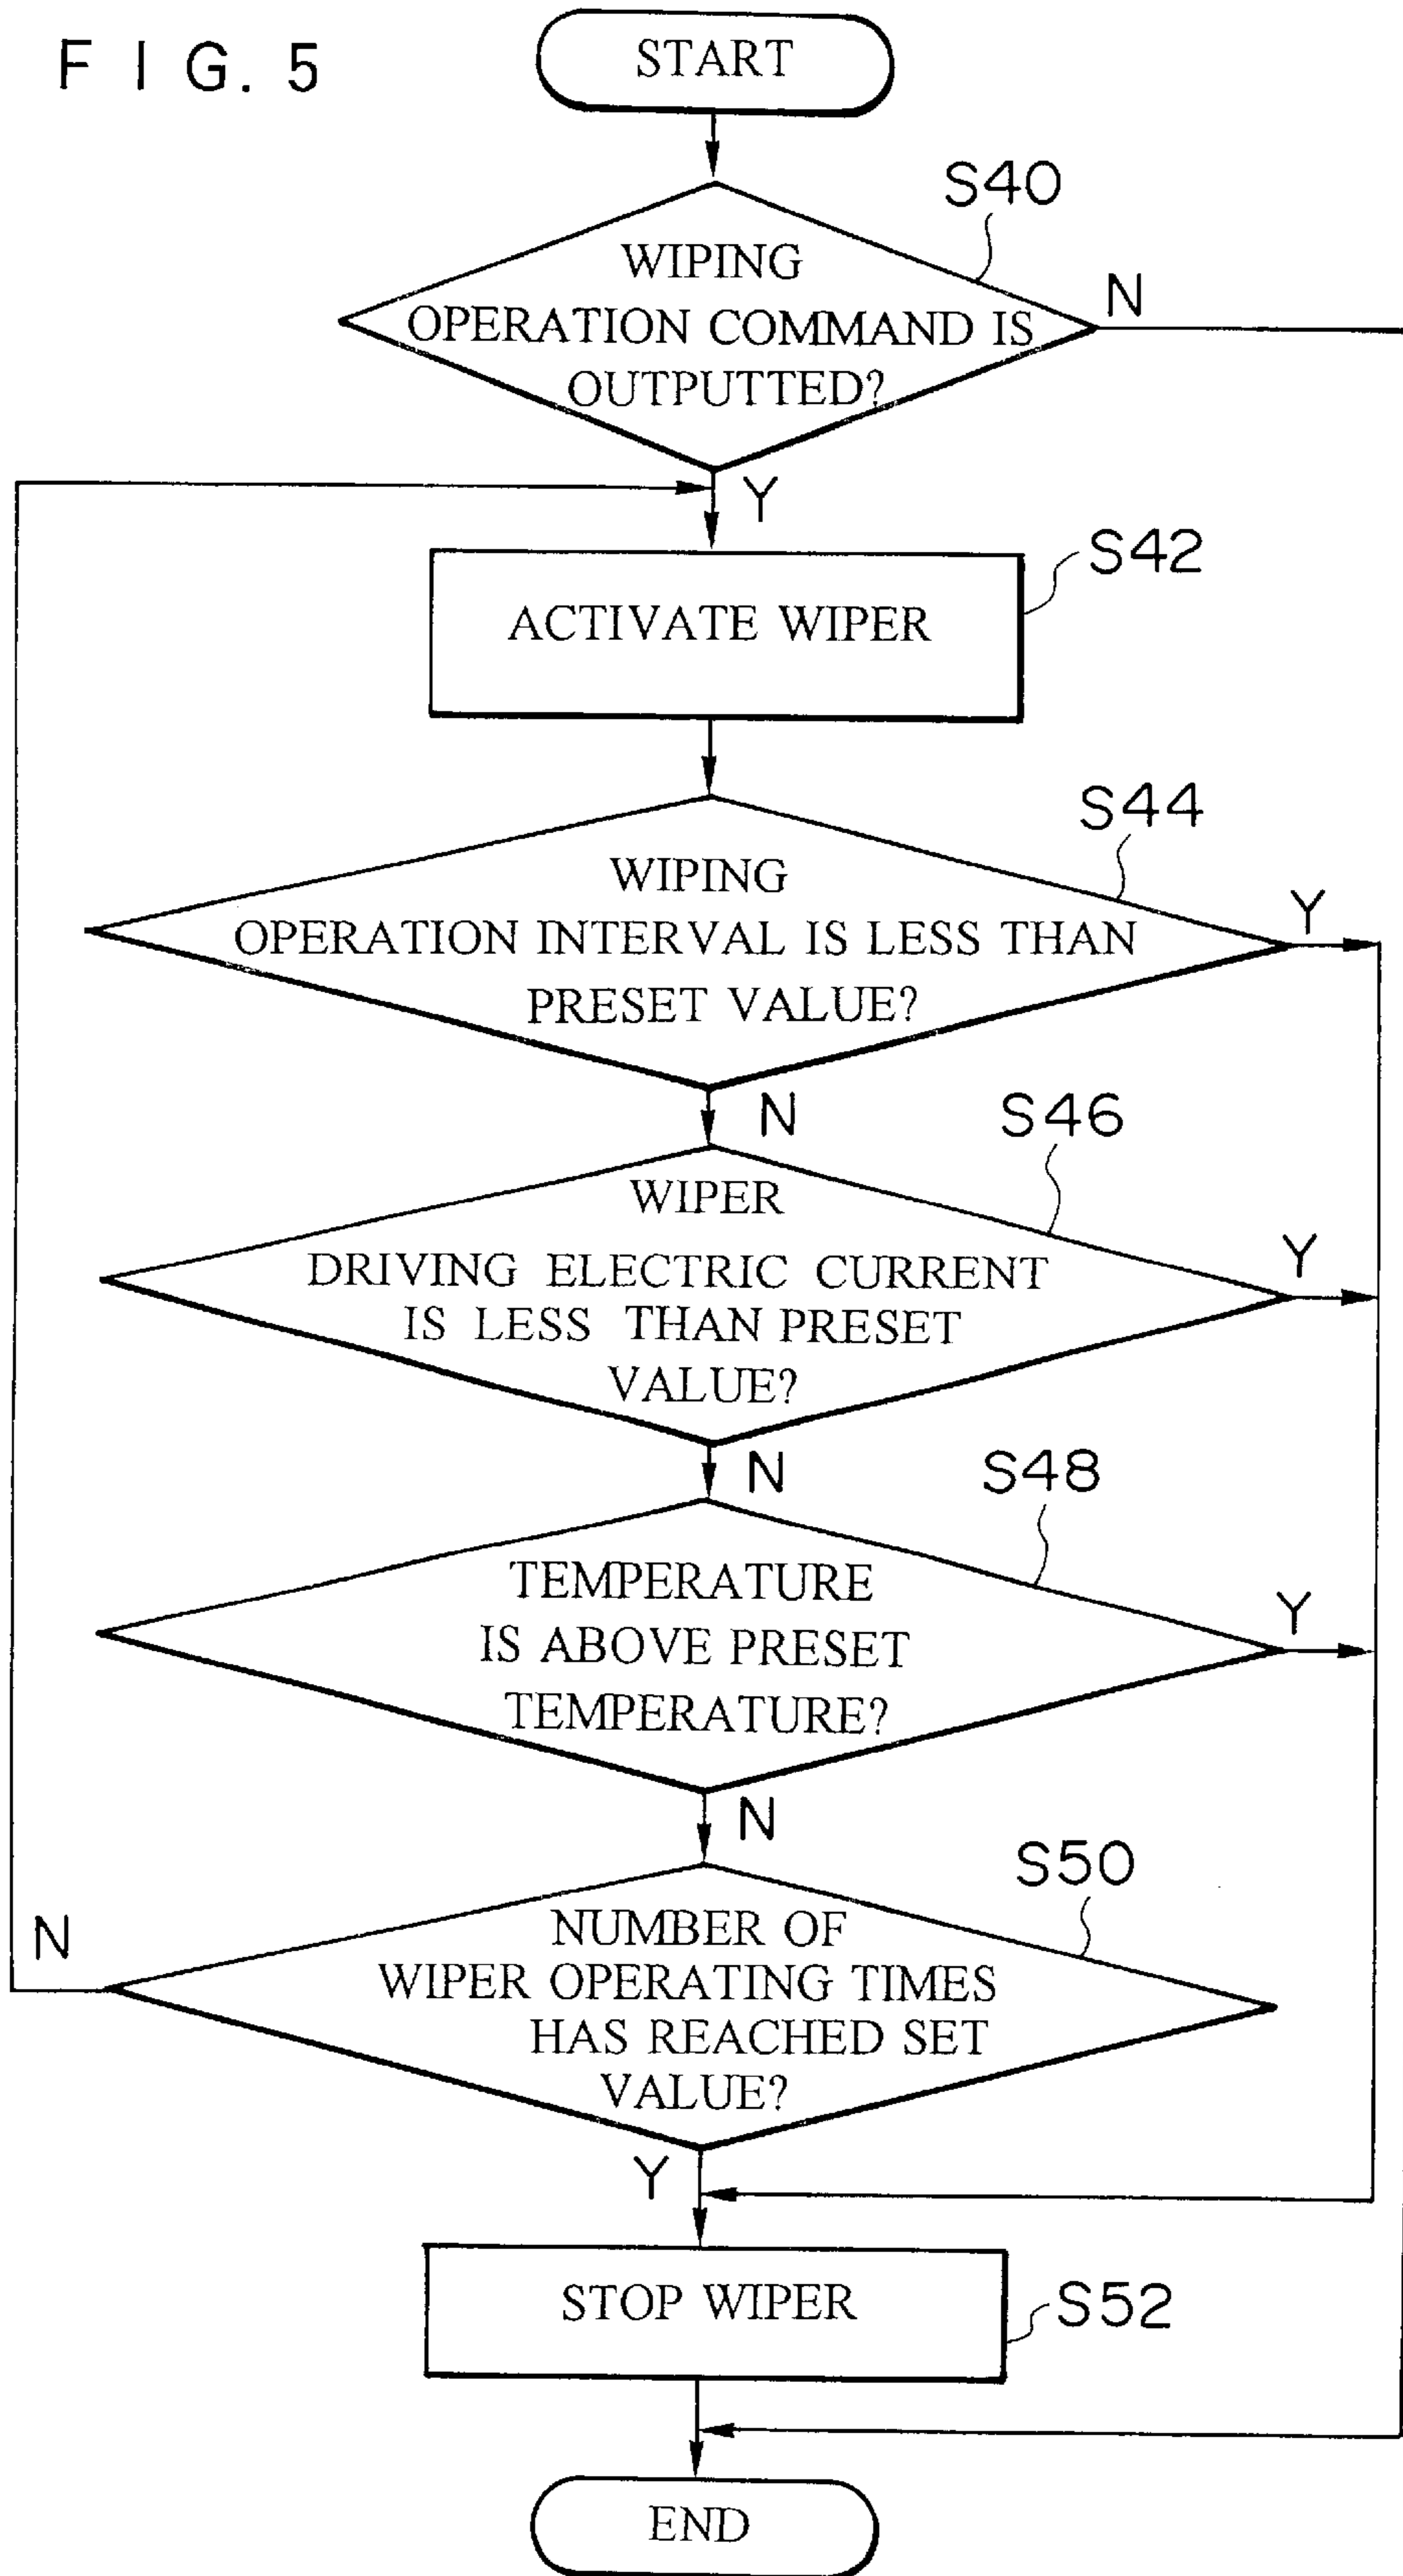 FIG. 5
START
S40
WIPING
OPERATION COMMAND IS
OUTPUTTED?
N
Y
S42
ACTIVATE WIPER
S44
WIPING
OPERATION INTERVAL IS LESS THAN
PRESET VALUE?
Y
N
S46
WIPER
DRIVING ELECTRIC CURRENT
IS LESS THAN PRESET
VALUE?
Y
N
S48
TEMPERATURE
IS ABOVE PRESET
TEMPERATURE?
Y
N
S50
NUMBER OF
WIPER OPERATING TIMES
HAS REACHED SET
VALUE?
N
Y
STOP WIPER
S52
END